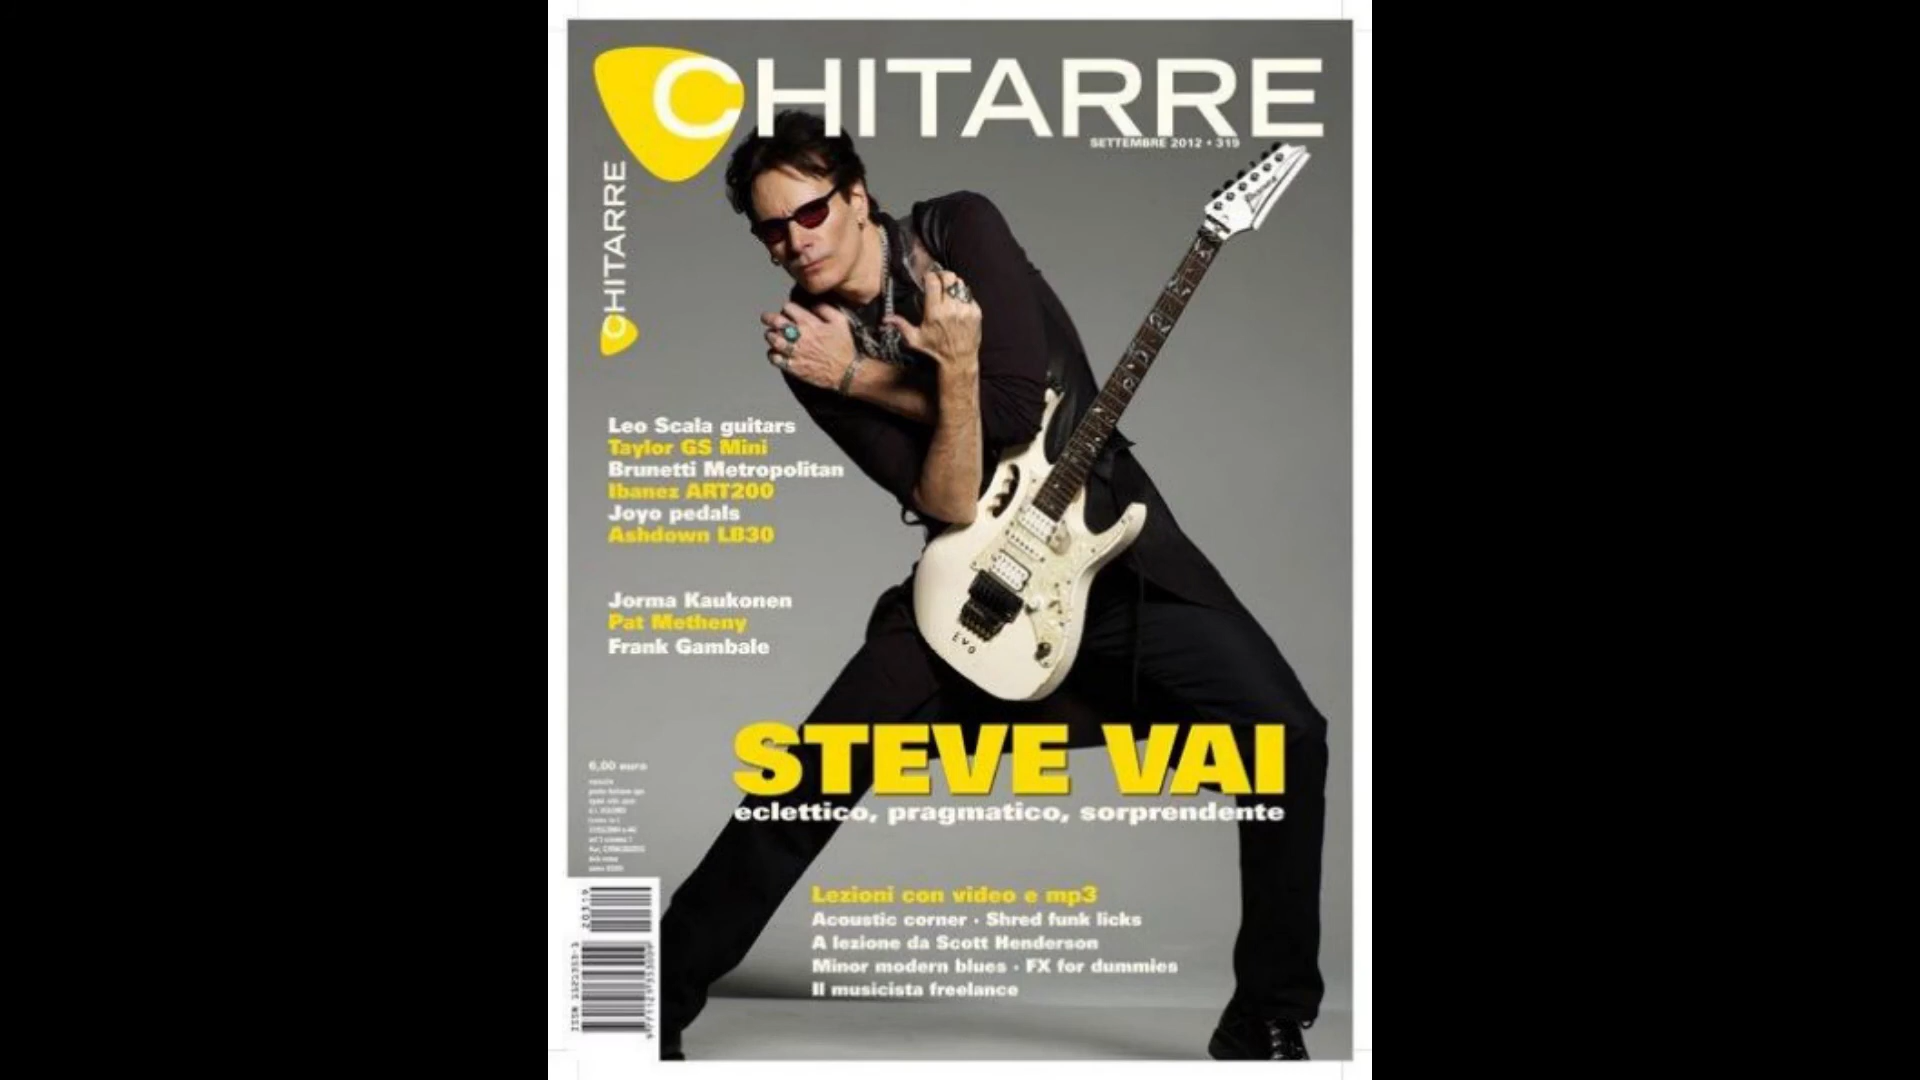 CHITARRE
SETTEMBRE 2012 • 319
CHITARRE
Ibanez
Leo Scala guitars
Taylor GS Mini
Brunetti Metropolitan
Ibanez ART200
Joyo pedals
Ashdown LB30
Jorma Kaukonen
Pat Metheny
Frank Gambale
EVO
STEVE VAI
eclettico, pragmatico, sorprendente
6,00 euro
Lezioni con video e mp3
Acoustic corner • Shred funk licks
A lezione da Scott Henderson
Minor modern blues • FX for dummies
Il musicista freelance
20319